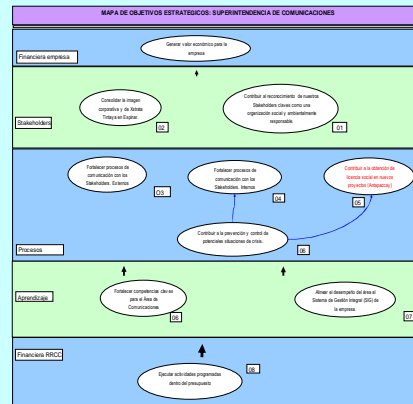 MAPA DE OBJETIVOS ESTRATEGICOS: SUPERINTENDENCIA DE COMUNICACIONES
Generar valor económico para la
empresa
Financiera empresa
Consolidar la imagen
corporativa y de Xstrata
Tintaya en Espinar.
02
Contribuir al reconocimiento de nuestros
Stakeholders claves como una
organización social y ambientalmente
responsable
01
Stakeholders
Fortalecer procesos de
comunicación con los
Stakeholders. Externos
O3
Fortalecer procesos de
comunicación con los
Stakeholders. Internos
04
Contribuir a la obtención de
licencia social en nuevos
proyectos (Antapaccay)
05
Contribuir a la prevención y control de
potenciales situaciones de crisis.
06
Procesos
Aprendizaje
Fortalecer competencias claves
para el Área de
Comunicaciones
06
Alinear el desempeño del área al
Sistema de Gestión Integral (SIG) de
la empresa.
07
Financiera RRCC
Ejecutar actividades programadas
dentro del presupuesto
08